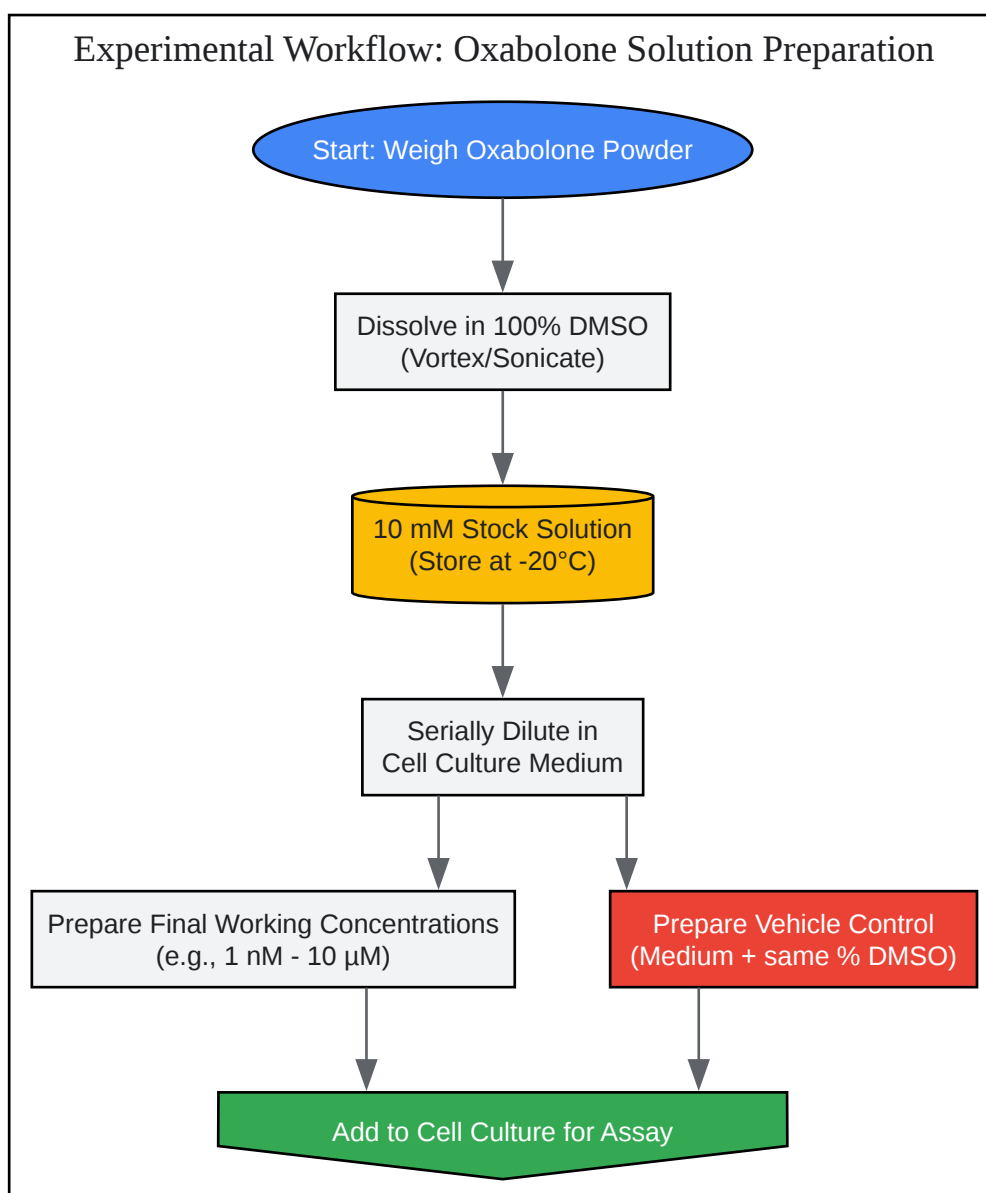 Experimental Workflow: Oxabolone Solution Preparation
Start: Weigh Oxabolone Powder
Dissolve in 100% DMSO
(Vortex/Sonicate)
10 mM Stock Solution
(Store at -20°C)
Serially Dilute in
Cell Culture Medium
Prepare Final Working Concentrations
(e.g., 1 nM - 10 µM)
Prepare Vehicle Control
(Medium + same % DMSO)
Add to Cell Culture for Assay